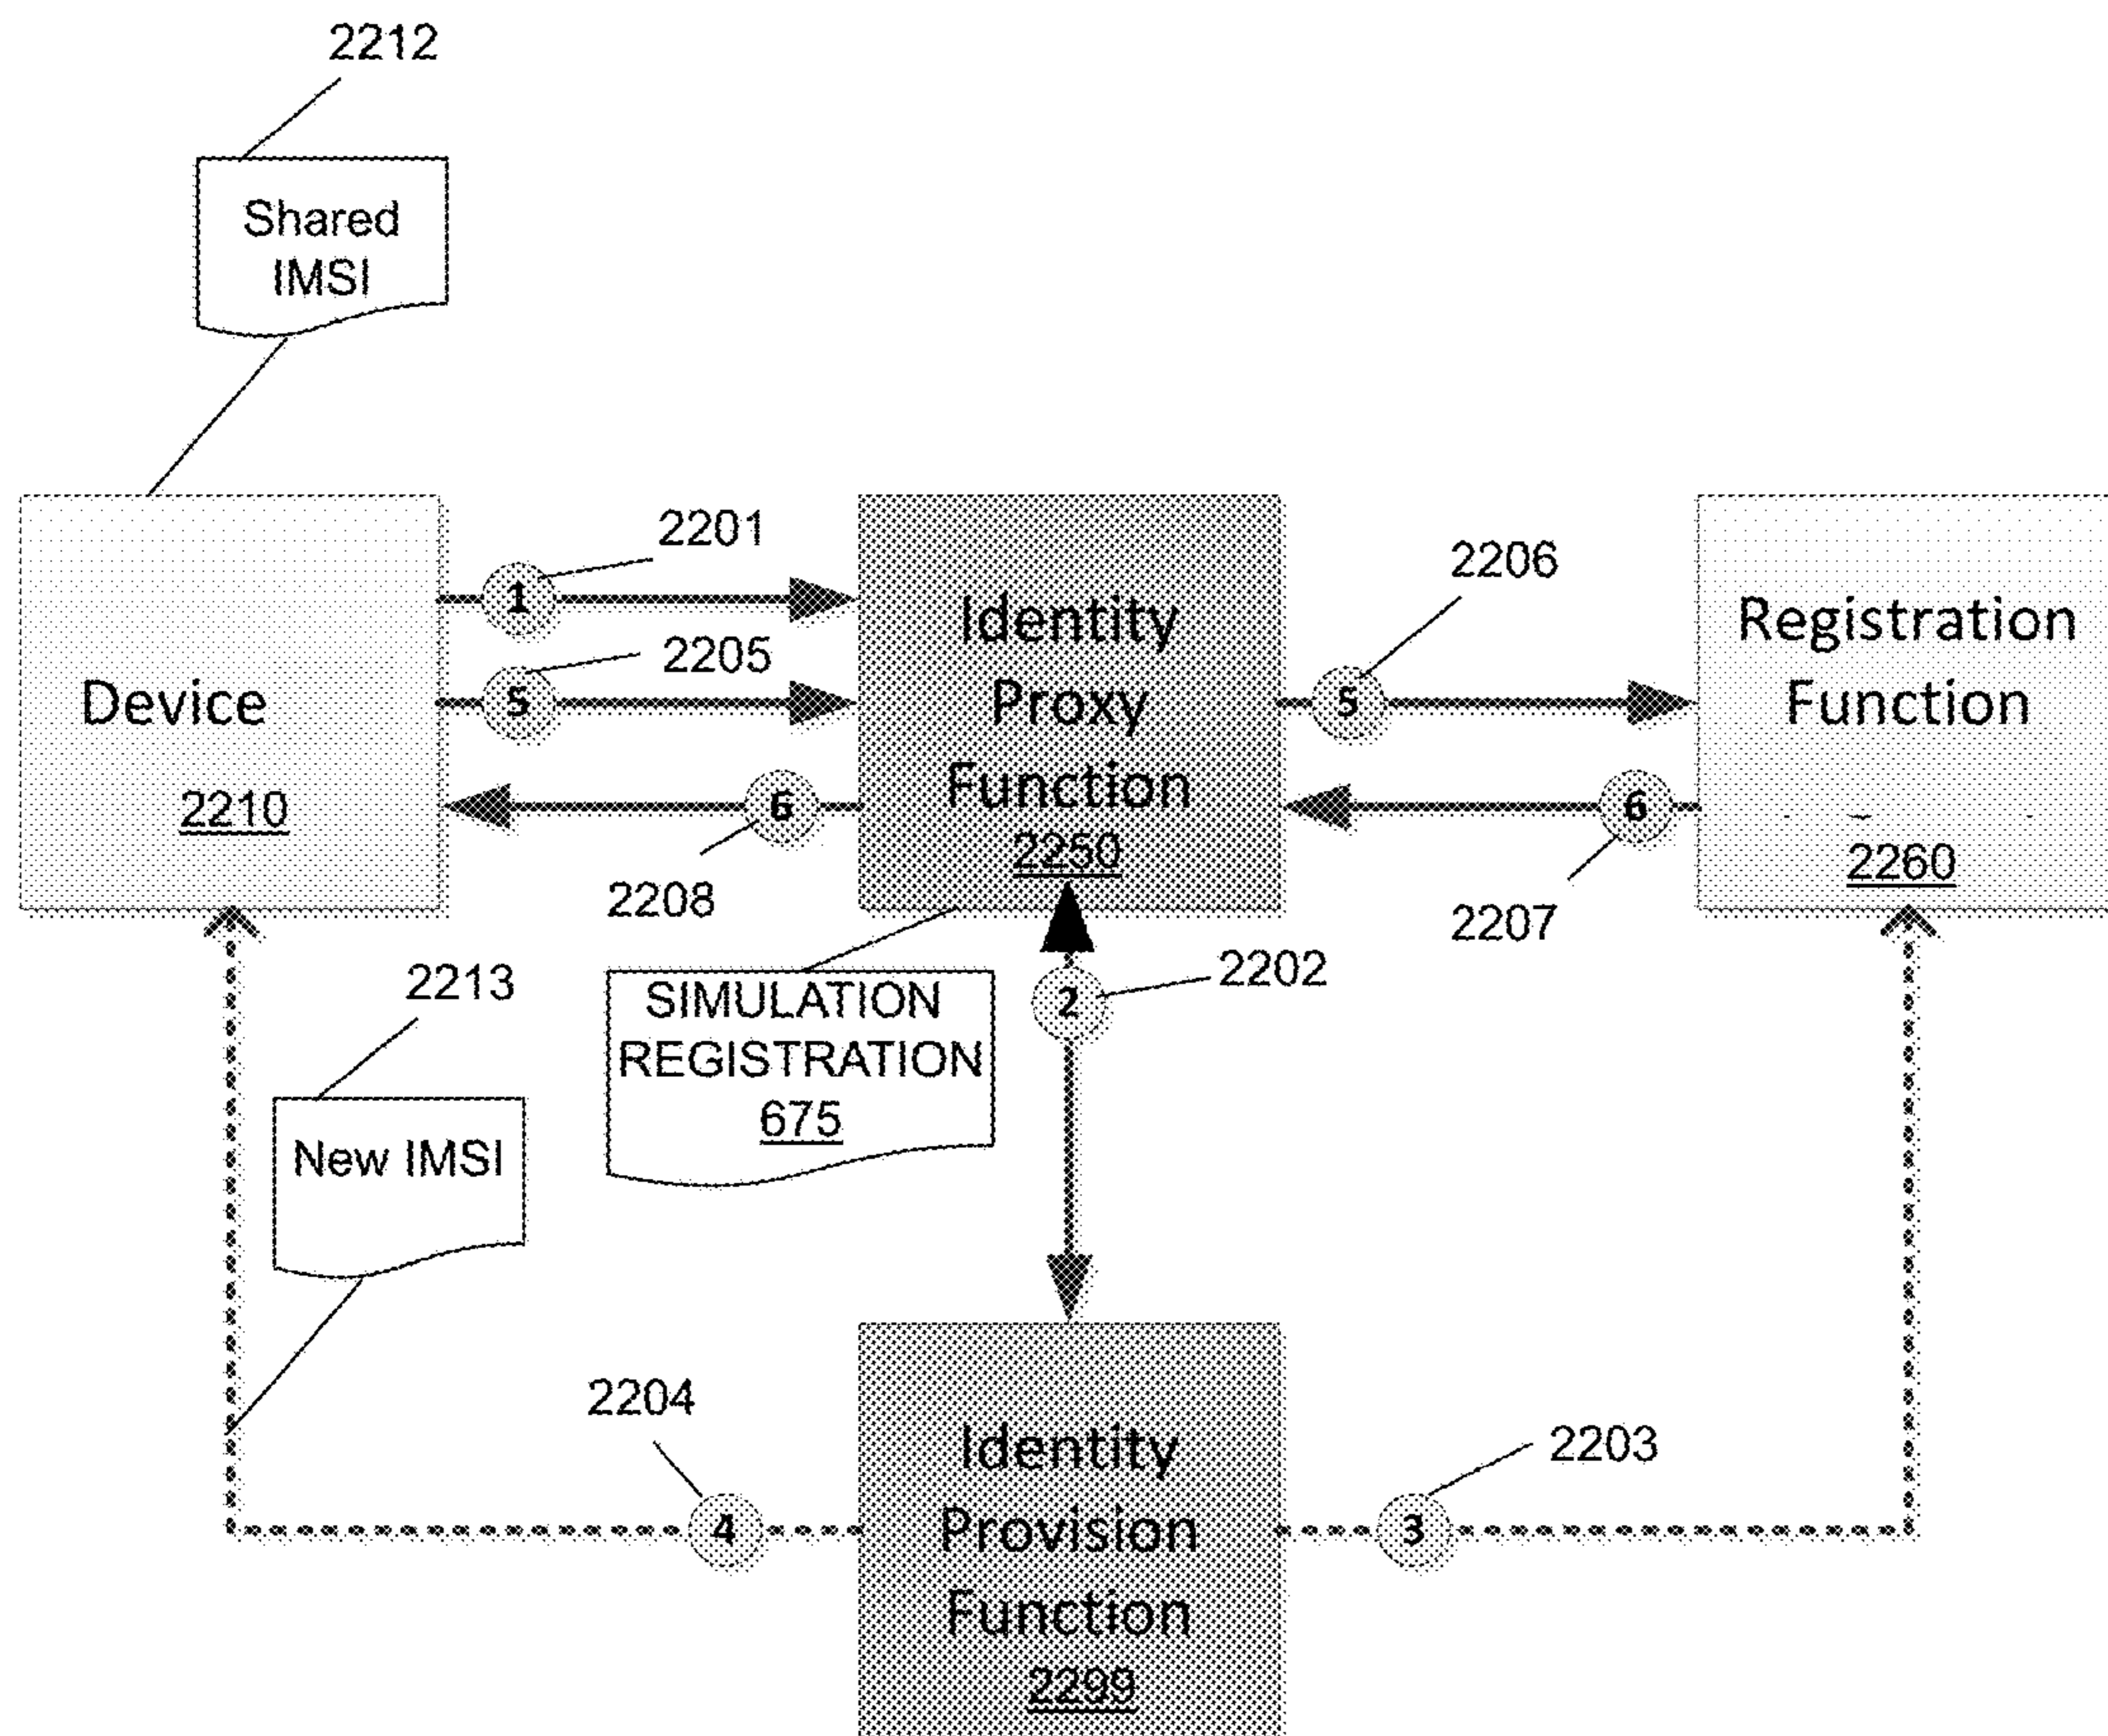 2212
Shared
IMSI
2201
1
2205
5
Device
2210
6
2208
Identity
Proxy
Function
2250
2206
5
6
2207
Registration
Function
2260
2213
New IMSI
SIMULATION
REGISTRATION
675
2
2202
2204
4
Identity
Provision
Function
2299
2203
3